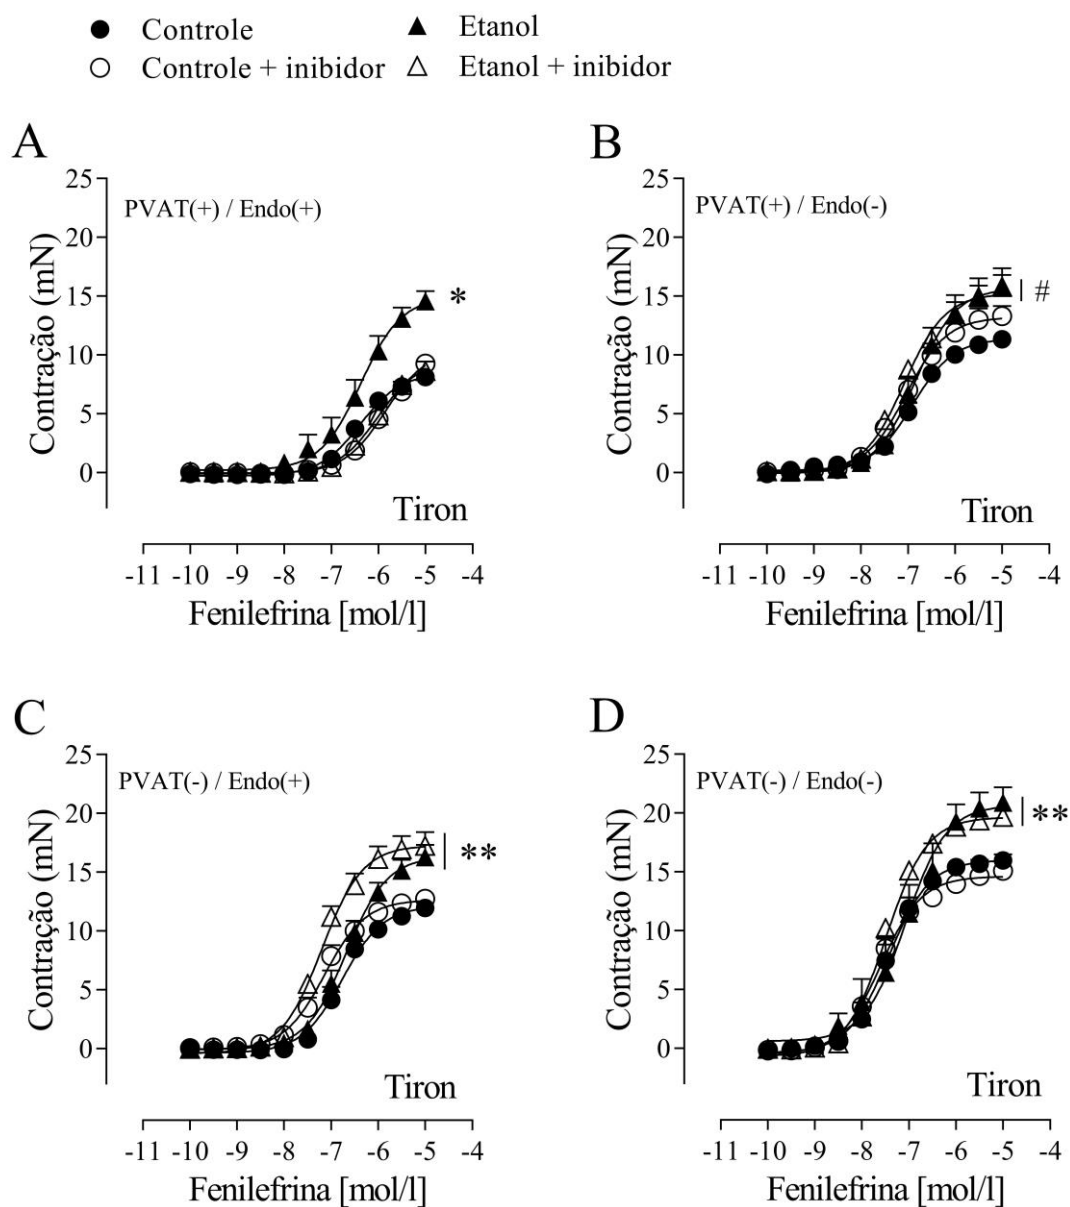 ● Controle ▲ Etanol
○ Controle + inibidor △ Etanol + inibidor
A
25
20
15
10
5
0
Contração (mN)
PVAT(+) / Endo(+)
*
Tiron
-11 -10 -9 -8 -7 -6 -5 -4
Fenilefrina [mol/l]
B
25
20
15
10
5
0
Contração (mN)
PVAT(+) / Endo(-)
#
Tiron
-11 -10 -9 -8 -7 -6 -5 -4
Fenilefrina [mol/l]
C
25
20
15
10
5
0
Contração (mN)
PVAT(-) / Endo(+)
**
Tiron
-11 -10 -9 -8 -7 -6 -5 -4
Fenilefrina [mol/l]
D
25
20
15
10
5
0
Contração (mN)
PVAT(-) / Endo(-)
**
Tiron
-11 -10 -9 -8 -7 -6 -5 -4
Fenilefrina [mol/l]